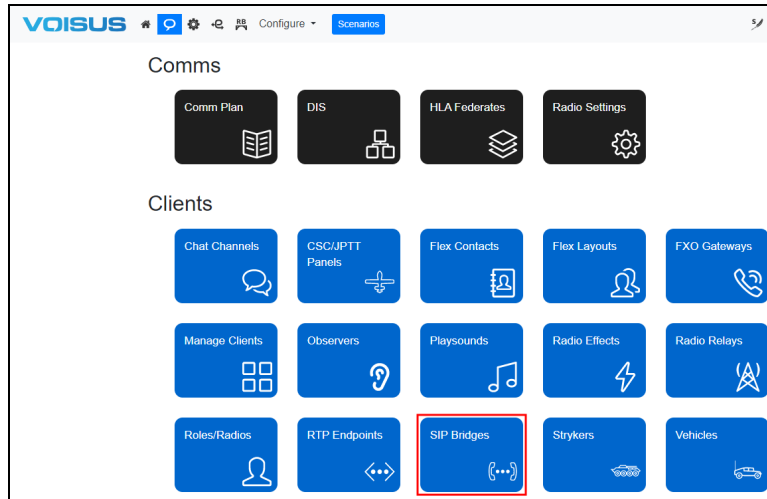 VOISUS RB Configure Scenarios S
Comms
Comm Plan DIS HLA Federates Radio Settings
Clients
Chat Channels CSC/JPTT Panels Flex Contacts Flex Layouts FXO Gateways
Manage Clients Observers Playsounds Radio Effects Radio Relays
Roles/Radios RTP Endpoints SIP Bridges Strykers Vehicles